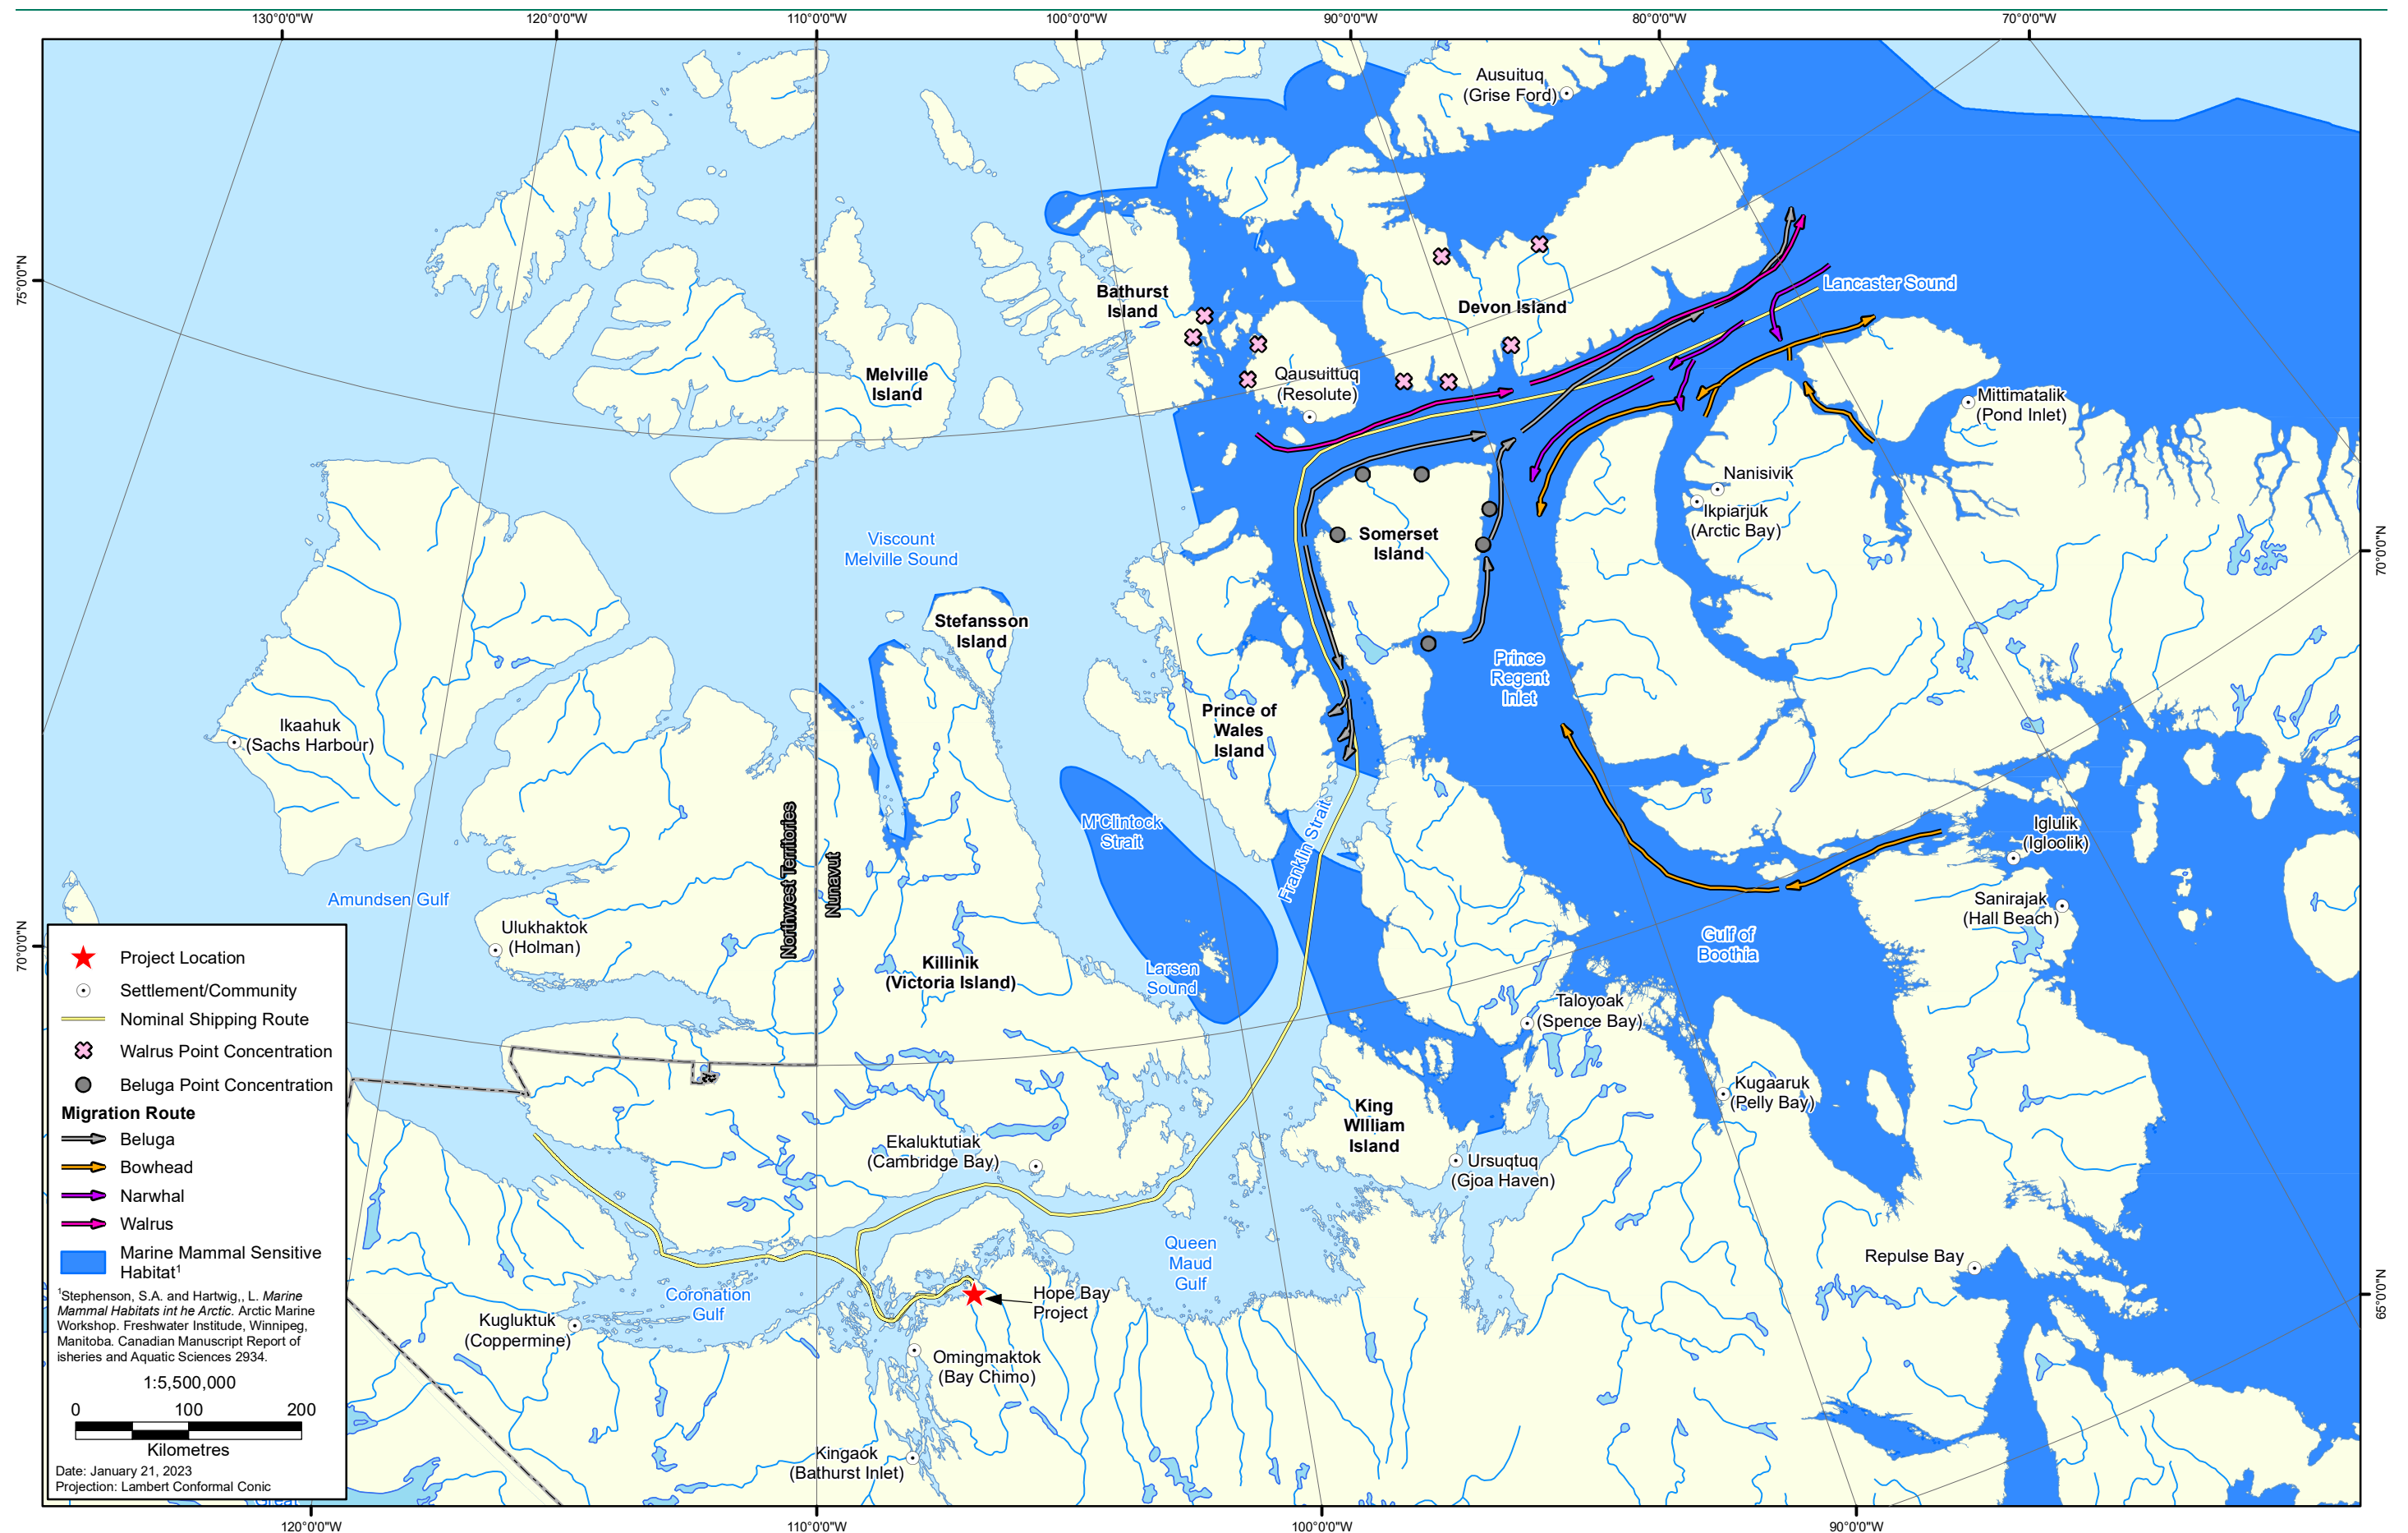 130°0'0"W
120°0'0"W
110°0'0"W
100°0'0"W
90°0'0"W
80°0'0"W
70°0'0"W
75°0'0"N
70°0'0"N
70°0'0"N
65°0'0"N
120°0'0"W
110°0'0"W
100°0'0"W
90°0'0"W
Ausuituq
(Grise Ford)
Lancaster Sound
Bathurst
Island
Devon Island
Melville
Island
Qausuittuq
(Resolute)
Mittimatalik
(Pond Inlet)
Nanisivik
Ikpiarjuk
(Arctic Bay)
Viscount
Melville Sound
Somerset
Island
Stefansson
Island
Prince
Regent
Inlet
Ikaahuk
(Sachs Harbour)
Prince of
Wales
Island
M'Clintock
Strait
Franklin Strait
Iglulik
(Igloolik)
Northwest Territories
Nunavut
Amundsen Gulf
Sanirajak
(Hall Beach)
Ulukhaktok
(Holman)
Gulf of
Boothia
Killinik
(Victoria Island)
Larsen
Sound
Taloyoak
(Spence Bay)
Kugaaruk
(Pelly Bay)
King
WIlliam
Island
Ekaluktutiak
(Cambridge Bay)
Ursuqtuq
(Gjoa Haven)
Queen
Maud
Gulf
Repulse Bay
Coronation
Gulf
Hope Bay
Project
Kugluktuk
(Coppermine)
Omingmaktok
(Bay Chimo)
Kingaok
(Bathurst Inlet)
Project Location
Settlement/Community
Nominal Shipping Route
Walrus Point Concentration
Beluga Point Concentration
Migration Route
Beluga
Bowhead
Narwhal
Walrus
Marine Mammal Sensitive
Habitat¹
¹Stephenson, S.A. and Hartwig,, L. Marine
Mammal Habitats int he Arctic. Arctic Marine
Workshop. Freshwater Institude, Winnipeg,
Manitoba. Canadian Manuscript Report of
isheries and Aquatic Sciences 2934.
1:5,500,000
0 100 200
Kilometres
Date: January 21, 2023
Projection: Lambert Conformal Conic
Great